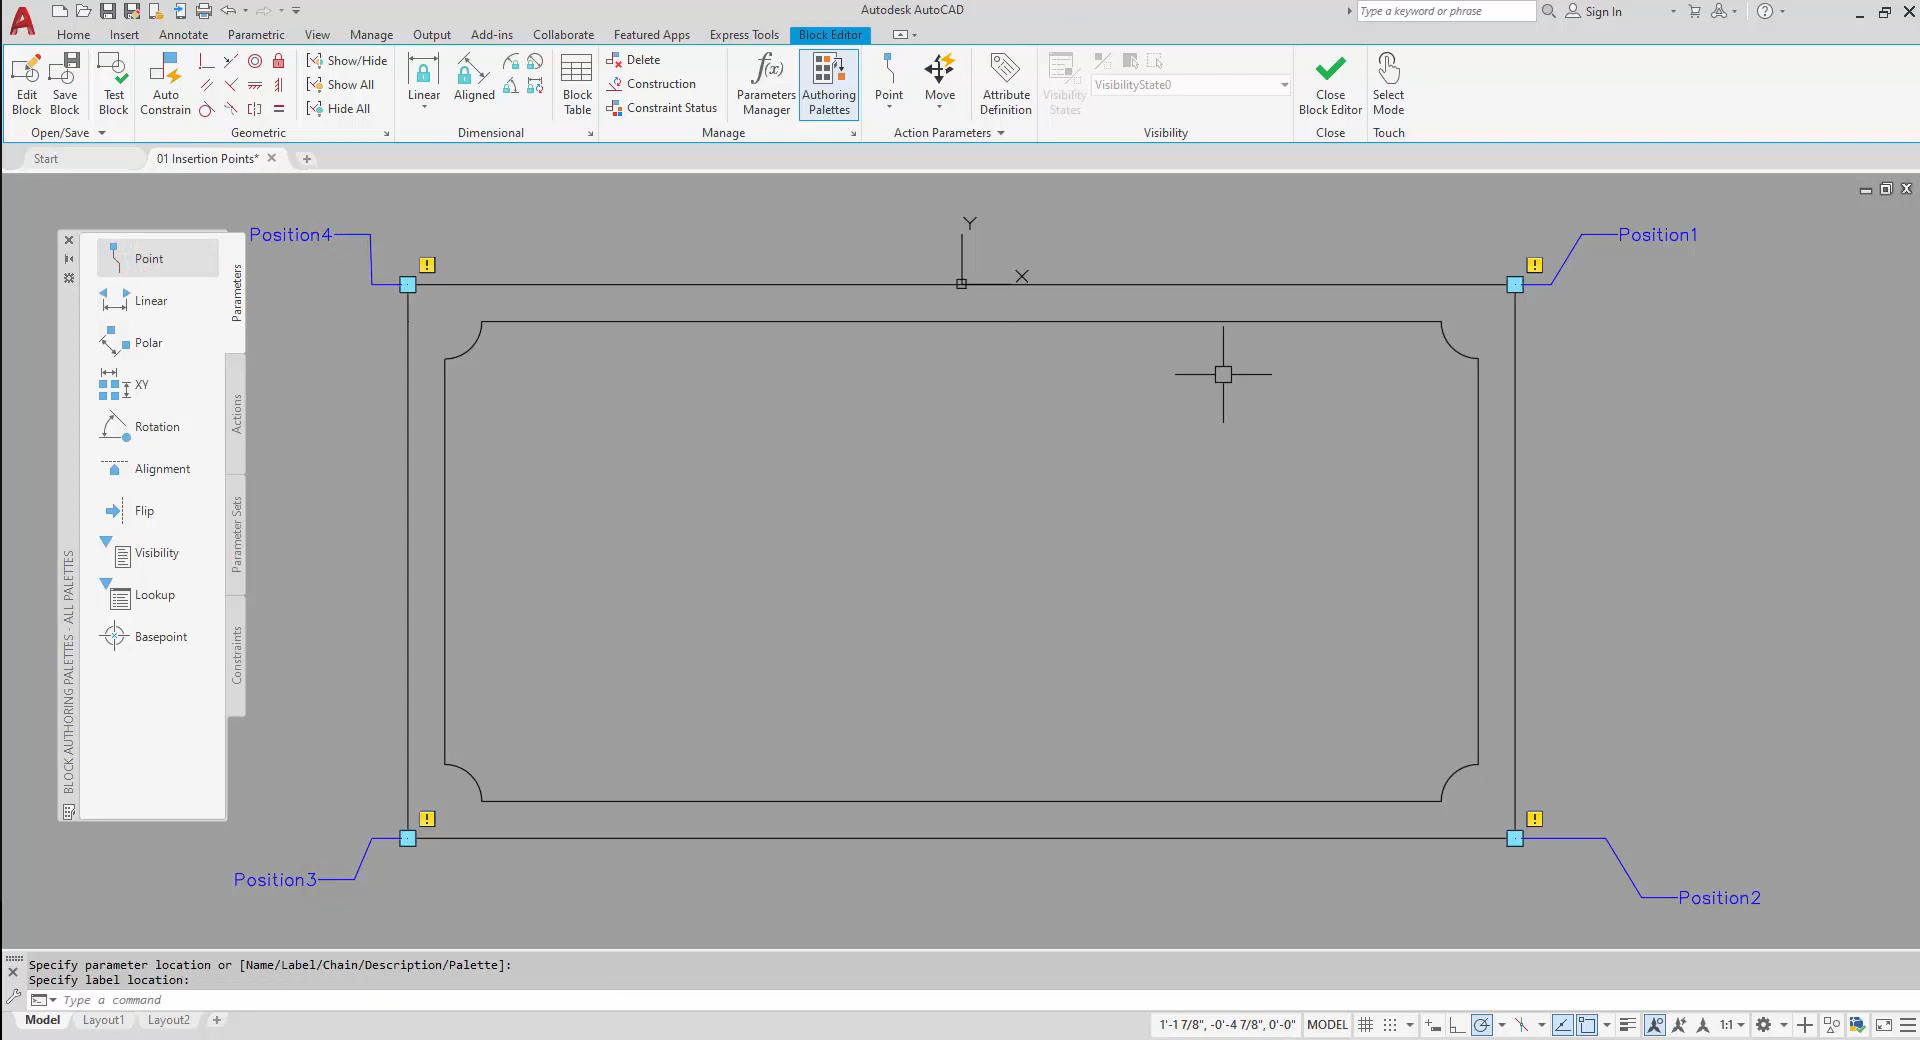 Autodesk AutoCAD
Type a keyword or phrase
Sign In
Home Insert Annotate Parametric View Manage Output Add-ins Collaborate Featured Apps Express Tools Block Editor
Edit Block
Save Block
Test Block
Auto Constrain
Show/Hide
Show All
Hide All
Linear
Aligned
Block Table
Delete
Construction
Constraint Status
Parameters Manager
Authoring Palettes
Point
Move
Attribute Definition
Visibility States
VisibilityState0
Close Block Editor
Select Mode
Open/Save
Geometric
Dimensional
Manage
Action Parameters
Visibility
Close
Touch
Start
01 Insertion Points*
Position4
Y
X
Position1
Point
Linear
Polar
XY
Rotation
Alignment
Flip
Visibility
Lookup
Basepoint
Parameters
Actions
Parameter Sets
Constraints
BLOCK AUTHORING PALETTES - ALL PALETTES
Position3
Position2
Specify parameter location or [Name/Label/Chain/Description/Palette]:
Specify label location:
Type a command
Model Layout1 Layout2
1'-1 7/8", -0'-4 7/8", 0'-0"
MODEL
1:1